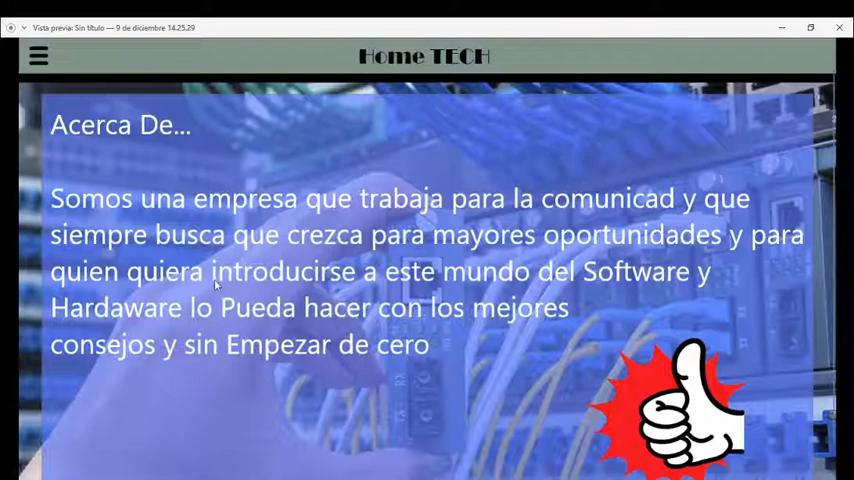 Vista previa: Sin título — 9 de diciembre 14.25.29
Home TECH
Acerca De...
Somos una empresa que trabaja para la comunicad y que
siempre busca que crezca para mayores oportunidades y para
quien quiera introducirse a este mundo del Software y
Hardaware lo Pueda hacer con los mejores
consejos y sin Empezar de cero